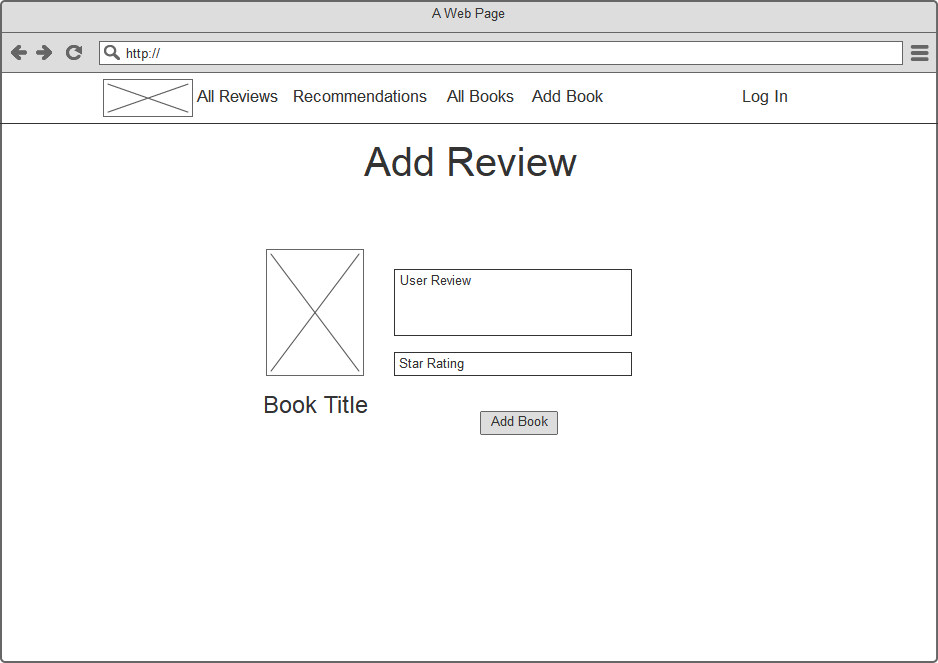 A Web Page
http://
All Reviews Recommendations All Books Add Book Log In
Add Review
User Review
Star Rating
Book Title
Add Book